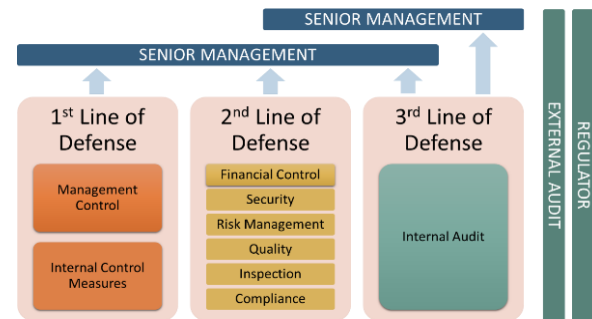 SENIOR MANAGEMENT
SENIOR MANAGEMENT
1st Line of
Defense
Management
Control
Internal Control
Measures
2nd Line of
Defense
Financial Control
Security
Risk Management
Quality
Inspection
Compliance
3rd Line of
Defense
Internal Audit
EXTERNAL AUDIT
REGULATOR